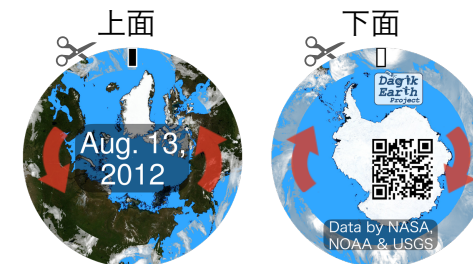 上面
下面
Aug. 13,
2012
Dagik
Earth
Project
Data by NASA,
NOAA & USGS